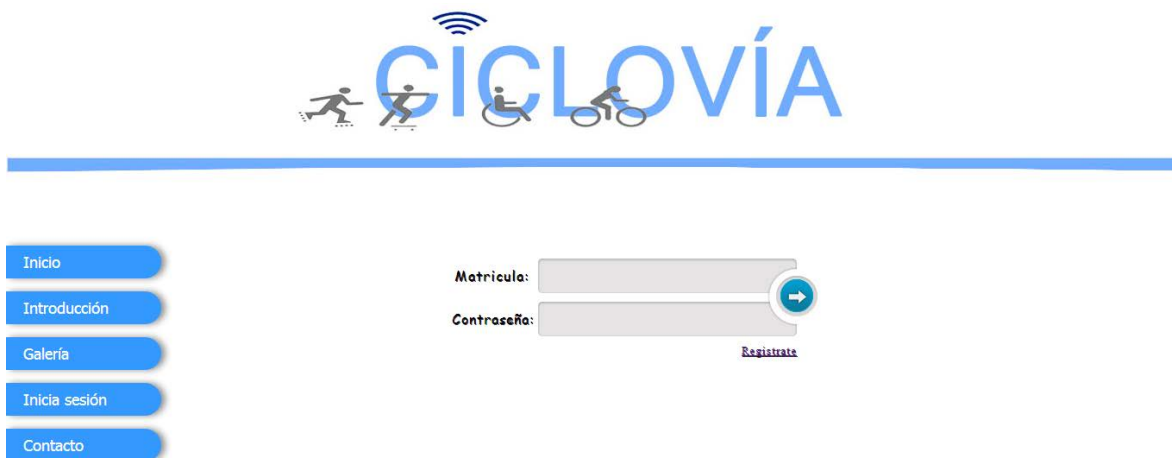 CICLOVÍA
Inicio
Introducción
Galería
Inicia sesión
Contacto
Matricula:
Contraseña:
Registrate